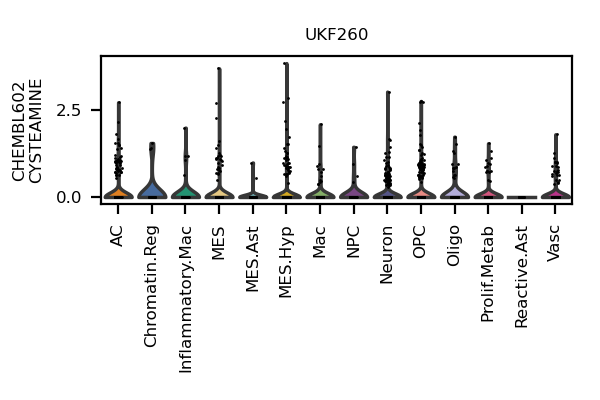 UKF260
CHEMBL602
CYSTEAMINE
2.5
0.0
AC
Chromatin.Reg
Inflammatory.Mac
MES
MES.Ast
MES.Hyp
Mac
NPC
Neuron
OPC
Oligo
Prolif.Metab
Reactive.Ast
Vasc